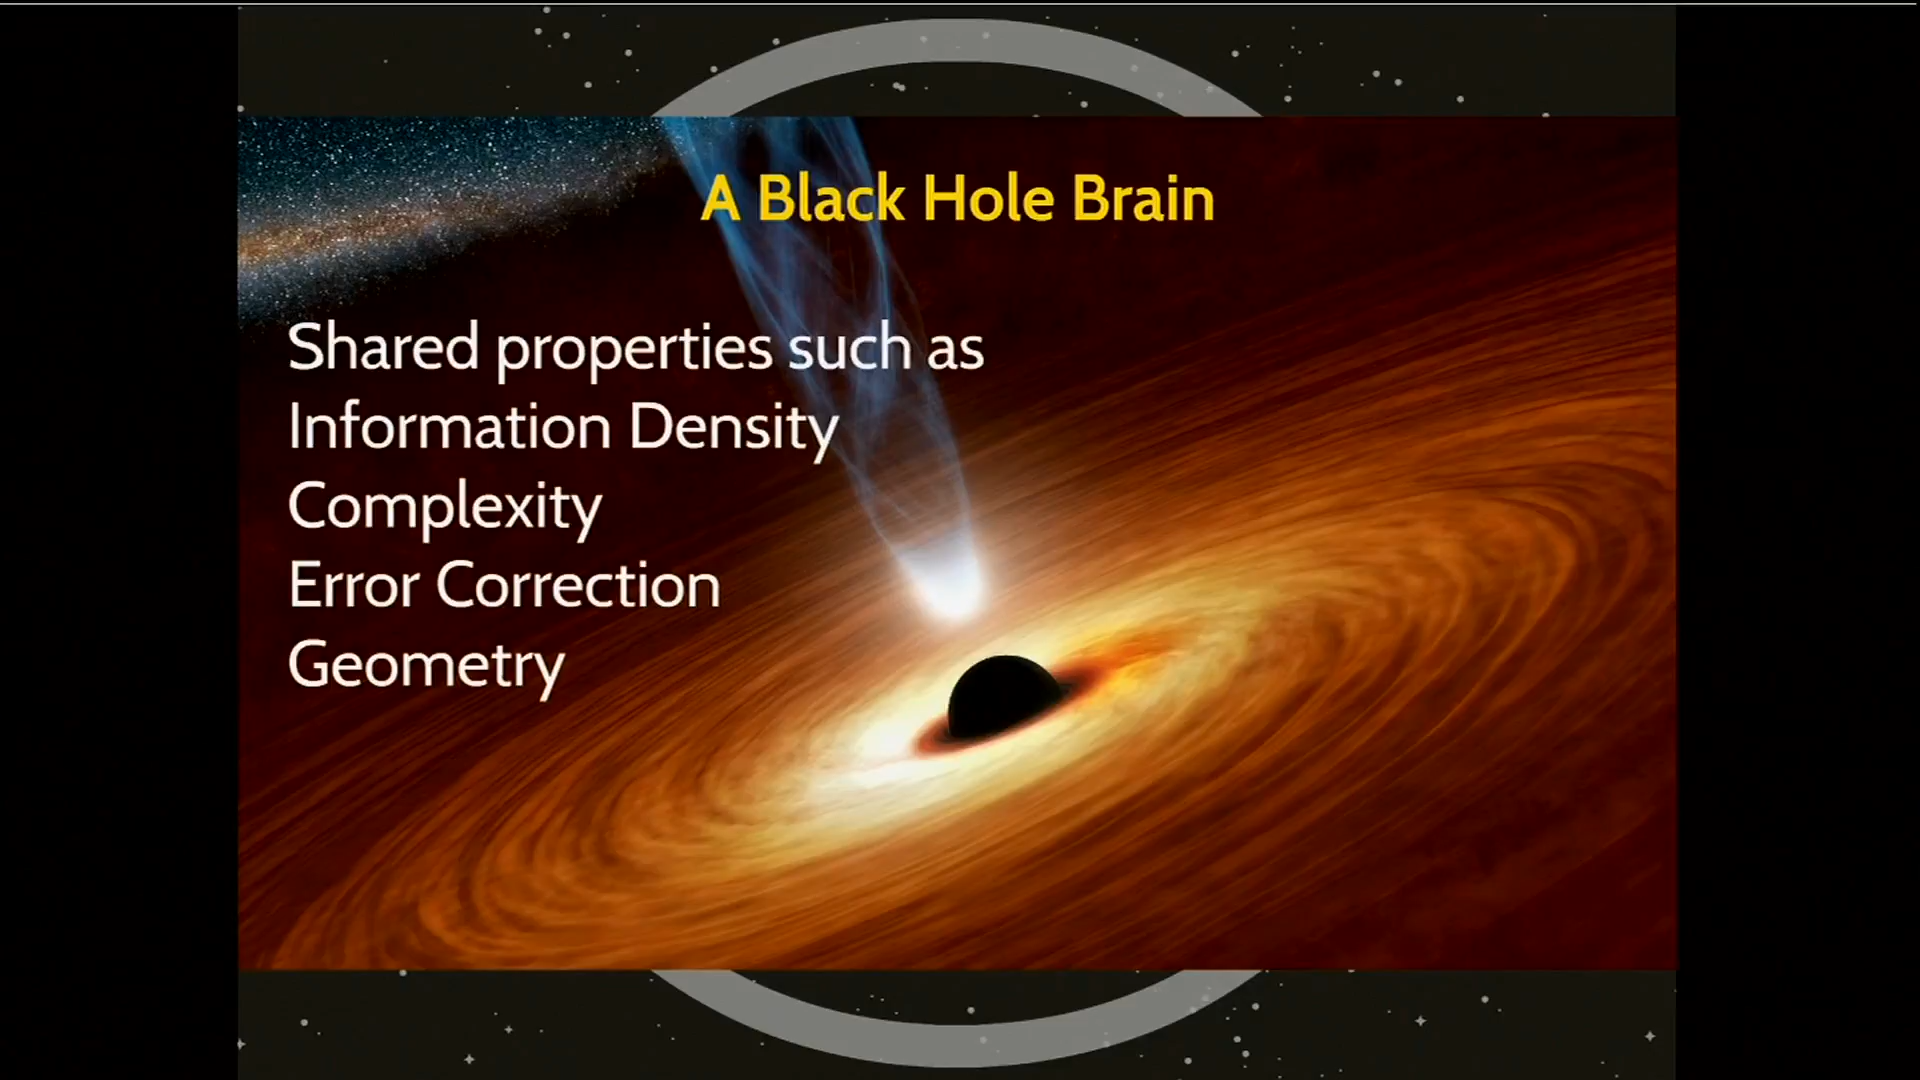 A Black Hole Brain
Shared properties such as
Information Density
Complexity
Error Correction
Geometry